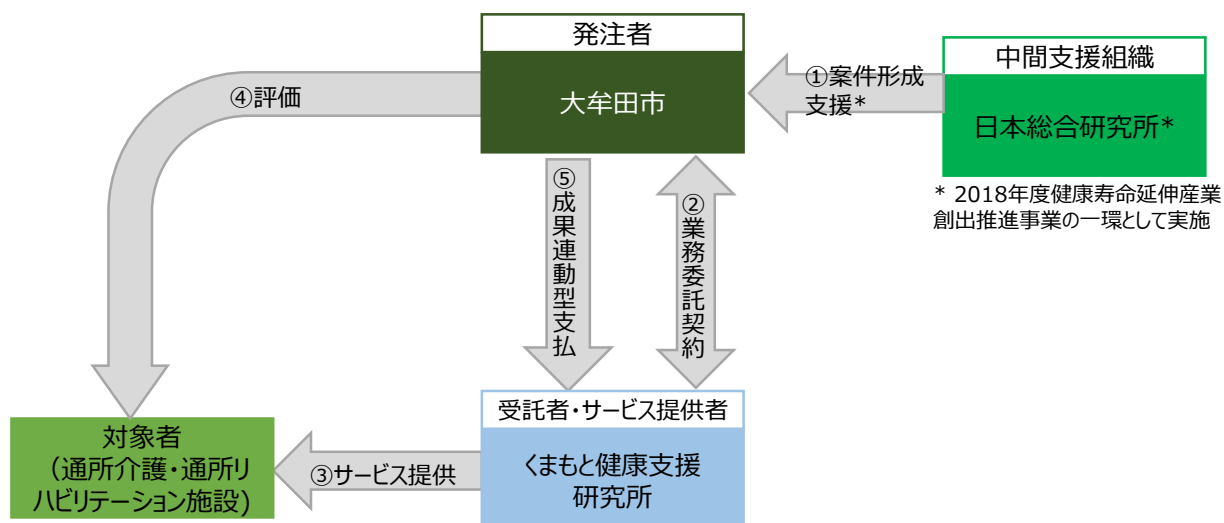 発注者
大牟田市
中間支援組織
日本総合研究所*
①案件形成
支援*
* 2018年度健康寿命延伸産業
創出推進事業の一環として実施
④評価
⑤成果連動型支払
②業務委託契約
受託者・サービス提供者
くまもと健康支援
研究所
③サービス提供
対象者
(通所介護・通所リ
ハビリテーション施設)